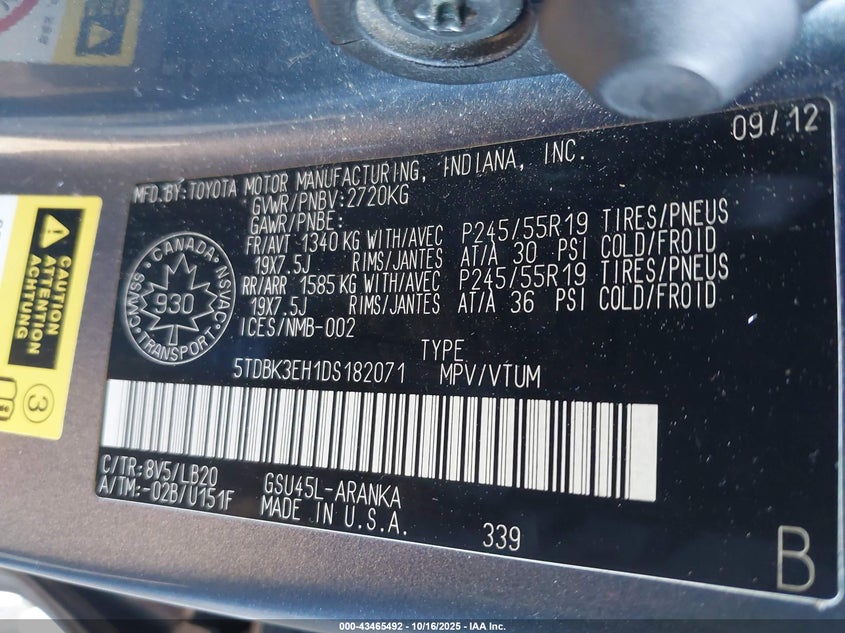 09/12
MFD.BY:TOYOTA MOTOR MANUFACTURING, INDIANA, INC.
GVWR/PNBV:2720KG
GAWR/PNBE:
FR/AVT 1340 KG WITH/AVEC P245/55R19 TIRES/PNEUS
19X7.5J RIMS/JANTES AT/A 30 PSI COLD/FROID
RR/ARR 1585 KG WITH/AVEC P245/55R19 TIRES/PNEUS
19X7.5J RIMS/JANTES AT/À 36 PSI COLD/FROID
ICES/NMB-002
CANADA
CMVSS 930 NSVAC
TRANSPORT
TYPE
5TDBK3EH1DS182071 MPV/VTUM
C/TR:8V5/LB20 GSU45L-ARANKA
A/TM:-02B/U151F MADE IN U.S.A.
339
B
CAUTION
ATTENTION
ACHTUNG
3
000-43465492 - 10/16/2025 - IAA Inc.